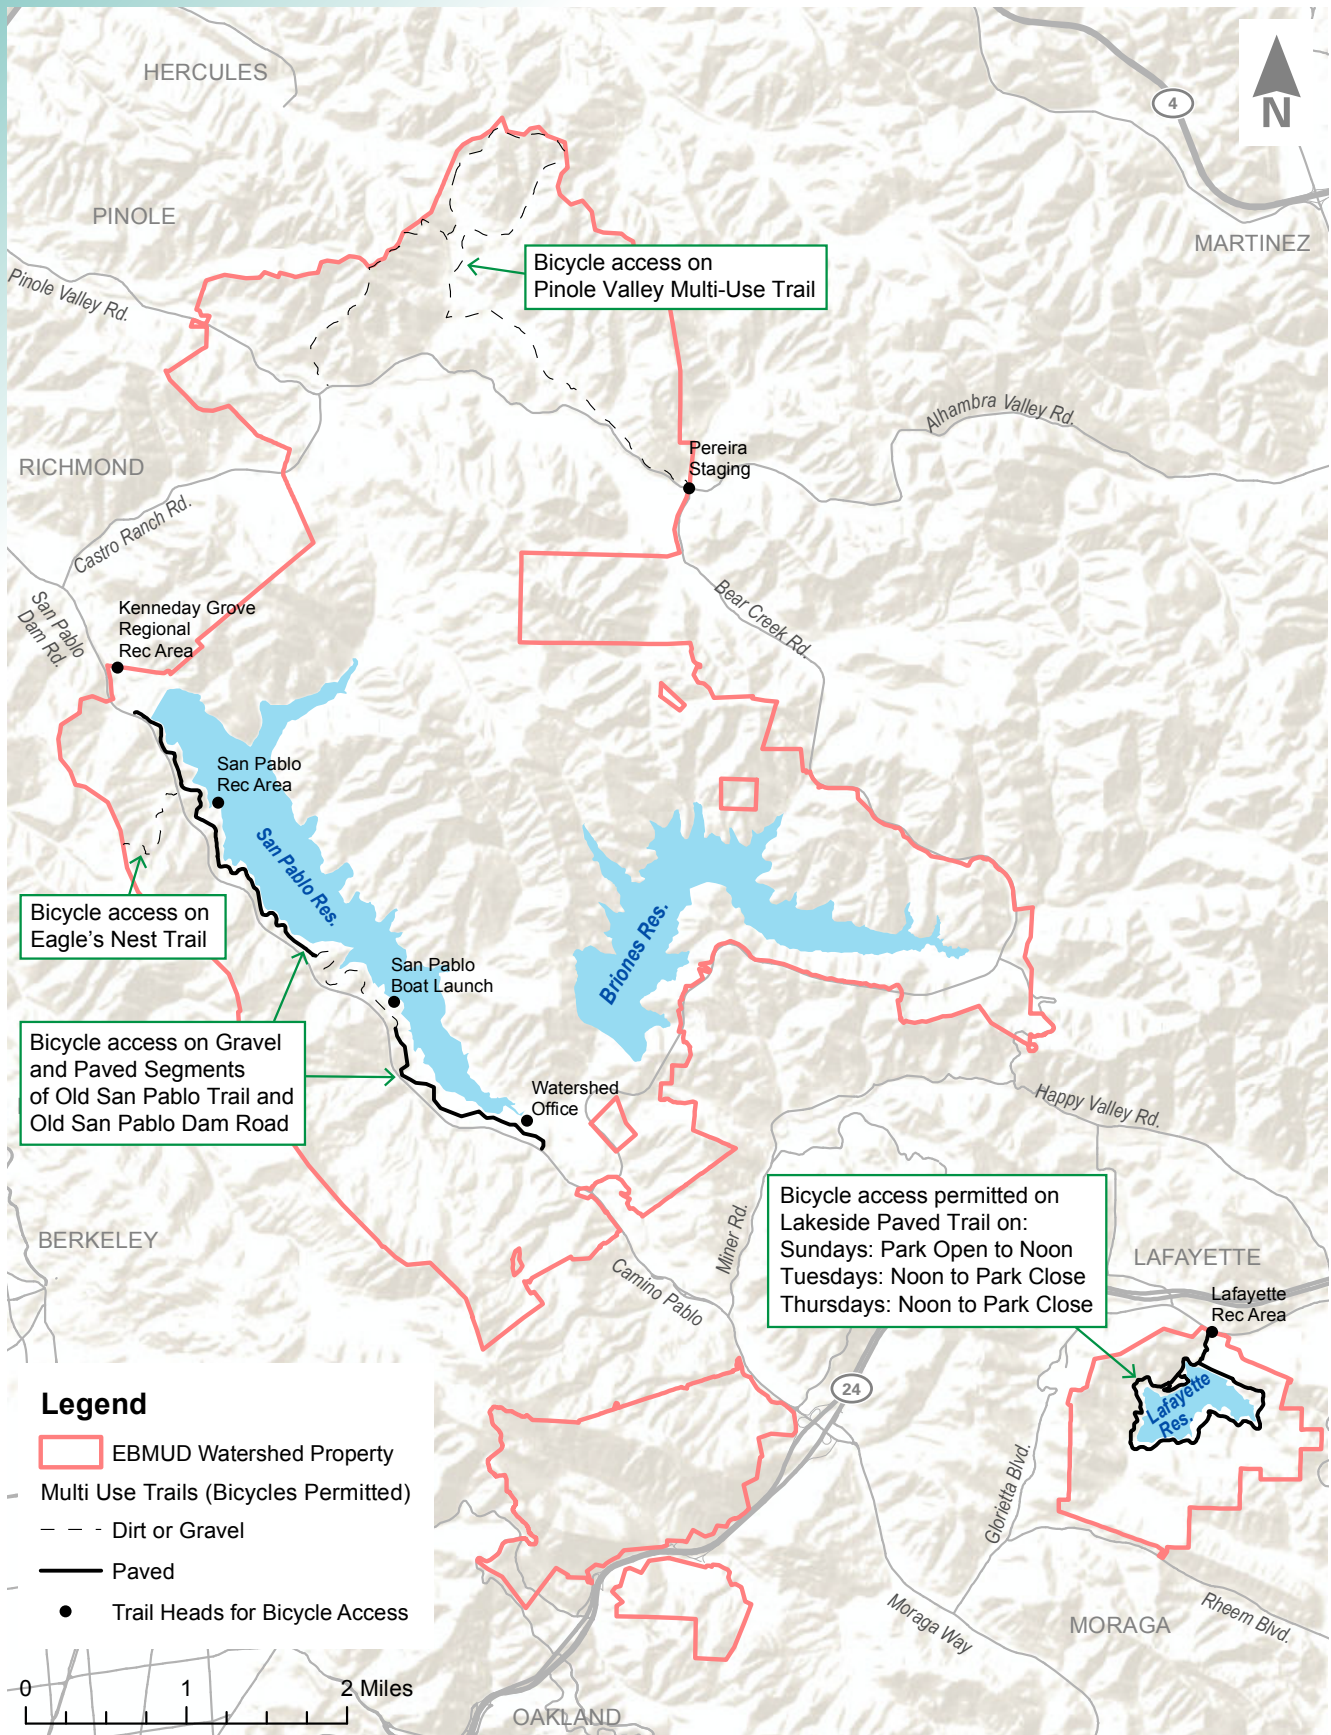 HERCULES
4
N
PINOLE
MARTINEZ
Bicycle access on
Pinole Valley Multi-Use Trail
Pinole Valley Rd.
Alhambra Valley Rd.
Pereira
Staging
RICHMOND
Castro Ranch Rd.
San Pablo
Dam Rd.
Kenneday Grove
Regional
Rec Area
Bear Creek Rd.
San Pablo
Rec Area
San Pablo Res.
Bicycle access on
Eagle's Nest Trail
Briones Res.
San Pablo
Boat Launch
Bicycle access on Gravel
and Paved Segments
of Old San Pablo Trail and
Old San Pablo Dam Road
Watershed
Office
Happy Valley Rd.
Bicycle access permitted on
Lakeside Paved Trail on:
Sundays: Park Open to Noon
Tuesdays: Noon to Park Close
Thursdays: Noon to Park Close
Miner Rd.
BERKELEY
LAFAYETTE
Camino Pablo
Lafayette
Rec Area
24
Lafayette
Res.
Glorietta Blvd.
Legend
EBMUD Watershed Property
Multi Use Trails (Bicycles Permitted)
Dirt or Gravel
Paved
Trail Heads for Bicycle Access
Moraga Way
MORAGA
Rheem Blvd.
0 1 2 Miles
OAKLAND